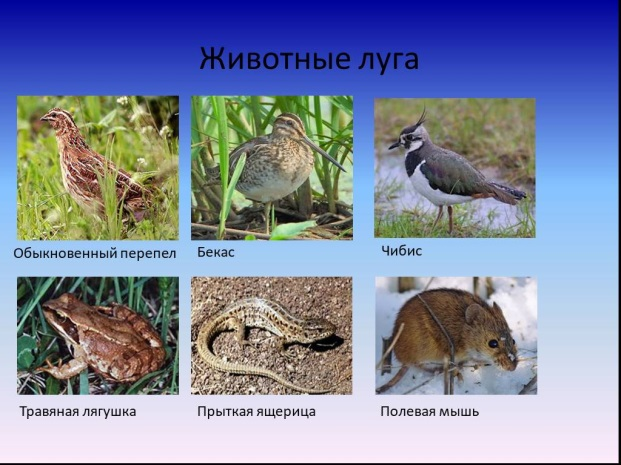 Животные луга
Обыкновенный перепел
Бекас
Чибис
Травяная лягушка
Прыткая ящерица
Полевая мышь